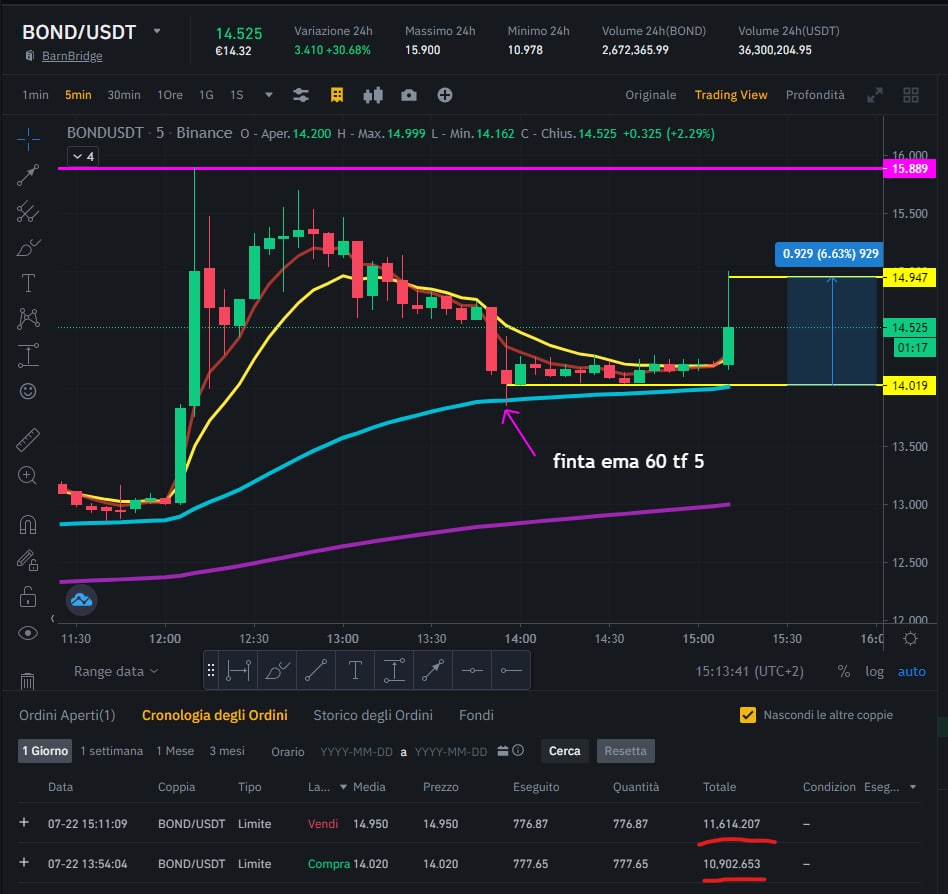 BOND/USDT
BarnBridge
14.525
€14.32
Variazione 24h
3.410 +30.68%
Massimo 24h
15.900
Minimo 24h
10.978
Volume 24h(BOND)
2,672,365.99
Volume 24h(USDT)
36,300,204.95
1min 5min 30min 1Ore 1G 1S
Originale Trading View Profondità
BONDUSDT · 5 · Binance O - Aper.14.200 H - Max.14.999 L - Min.14.162 C - Chius.14.525 +0.325 (+2.29%)
4
16.000
15.889
15.500
0.929 (6.63%) 929
14.947
14.525
01:17
14.019
finta ema 60 tf 5
13.500
13.000
12.500
12.000
11:30 12:00 12:30 13:00 13:30 14:00 14:30 15:00 15:30 16:0
Range data
15:13:41 (UTC+2) % log auto
Ordini Aperti(1) Cronologia degli Ordini Storico degli Ordini Fondi
Nascondi le altre coppie
1 Giorno 1 settimana 1 Mese 3 mesi Orario YYYY-MM-DD a YYYY-MM-DD Cerca Resetta
Data Coppia Tipo La... Media Prezzo Eseguito Quantità Totale Condizion Eseg...
+ 07-22 15:11:09 BOND/USDT Limite Vendi 14.950 14.950 776.87 776.87 11,614.207 –
+ 07-22 13:54:04 BOND/USDT Limite Compra 14.020 14.020 777.65 777.65 10,902.653 –